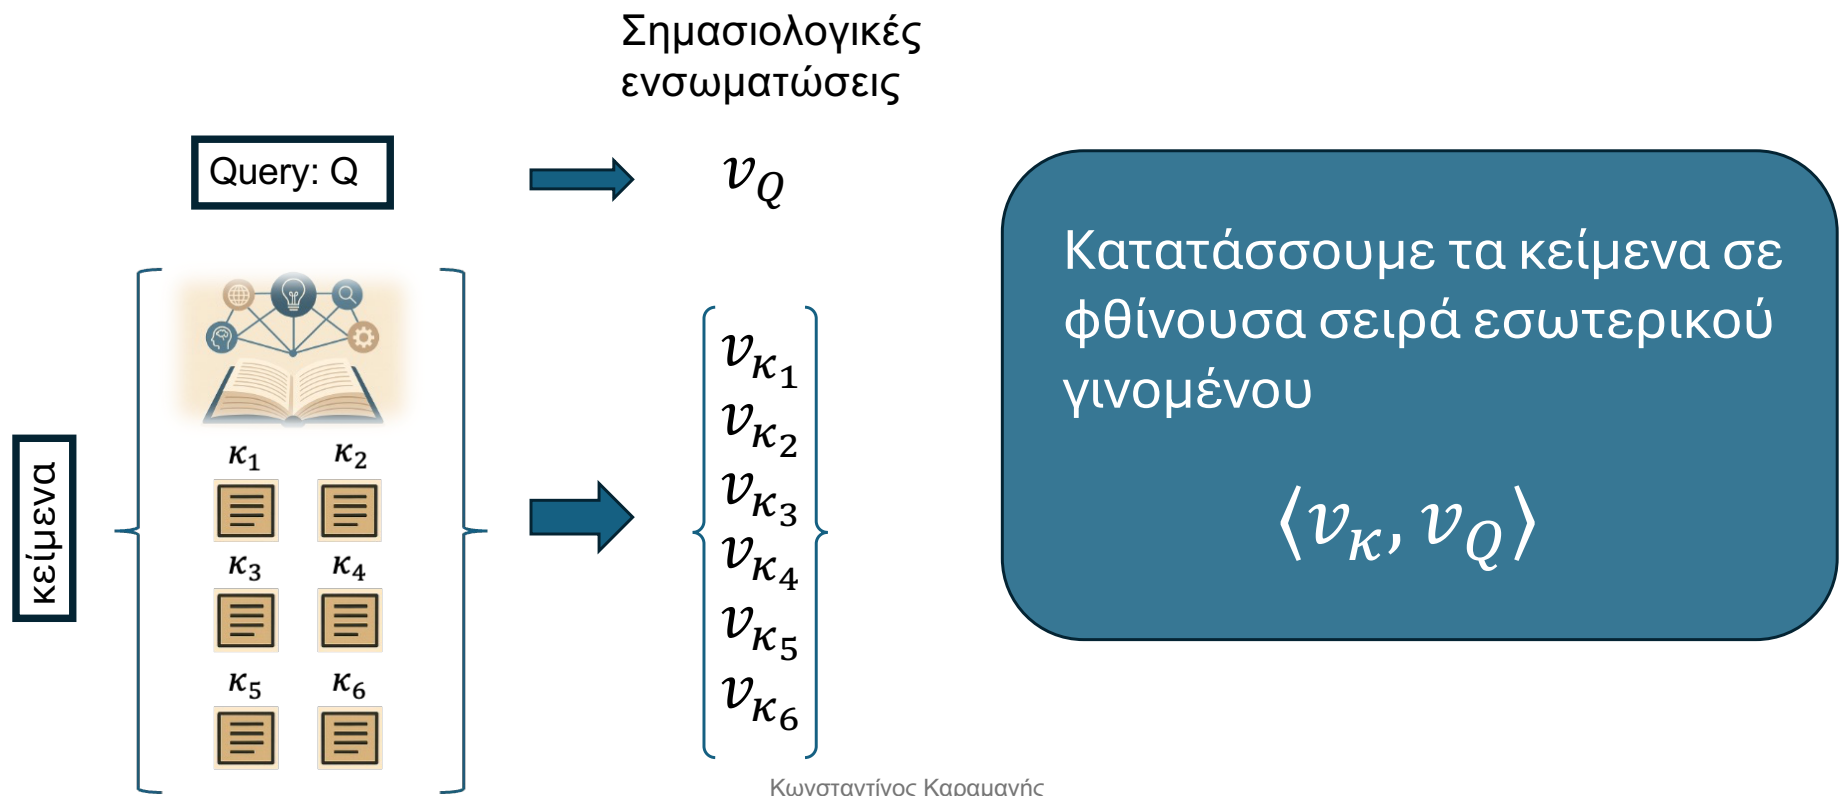 Σημασιολογικές
ενσωματώσεις
Query: Q
v_Q
κείμενα
κ₁ κ₂
κ₃ κ₄
κ₅ κ₆
v_κ₁
v_κ₂
v_κ₃
v_κ₄
v_κ₅
v_κ₆
Κατατάσσουμε τα κείμενα σε
φθίνουσα σειρά εσωτερικού
γινομένου
⟨v_κ, v_Q⟩
Κωνσταντίνος Καραμανής